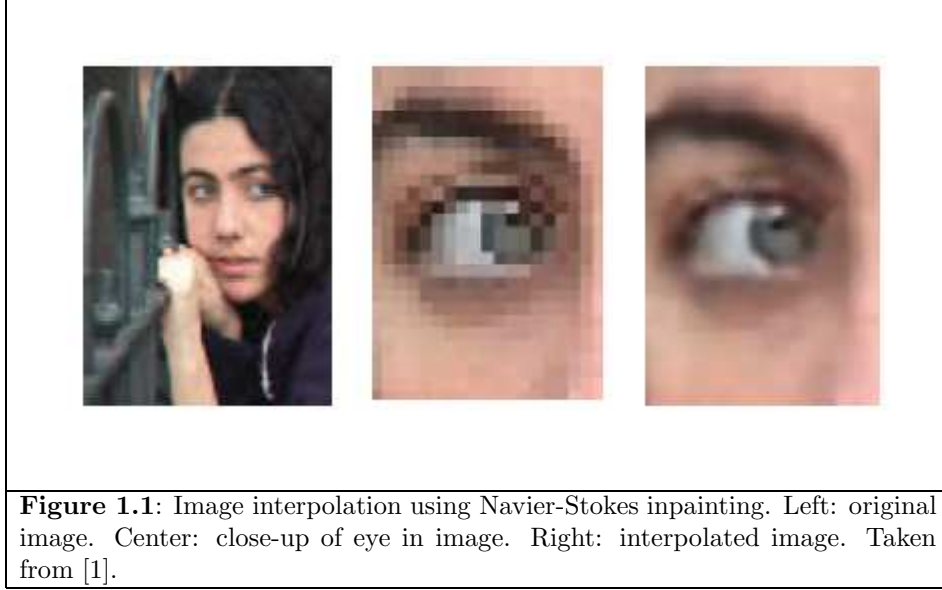 Figure 1.1: Image interpolation using Navier-Stokes inpainting. Left: original
image. Center: close-up of eye in image. Right: interpolated image. Taken
from [1].